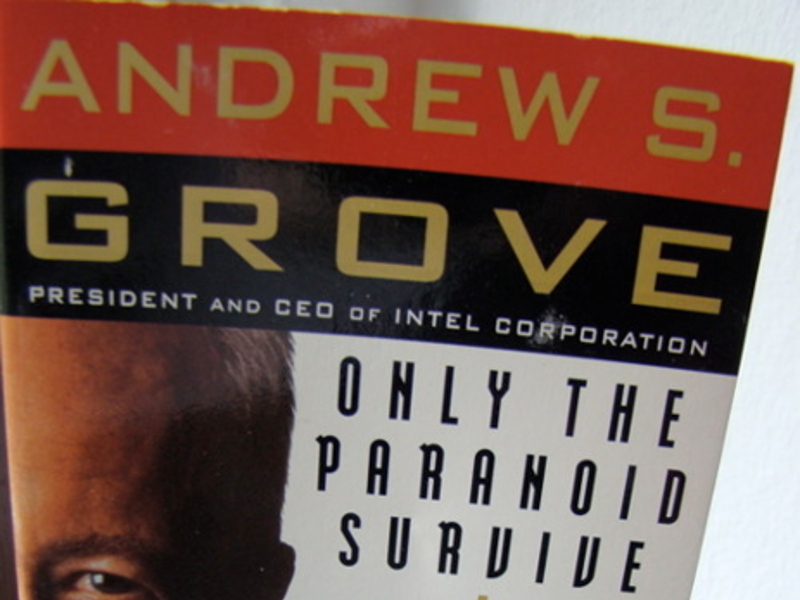 ANDREW S.
GROVE
PRESIDENT AND CEO OF INTEL CORPORATION
ONLY THE
PARANOID
SURVIVE